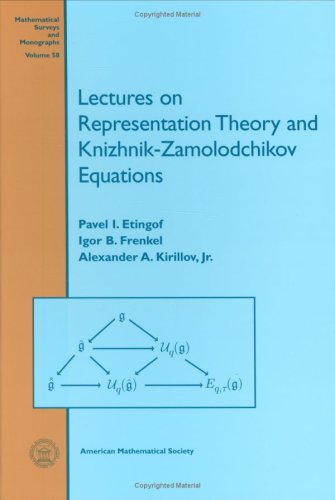 Copyrighted Material
Mathematical
Surveys
and
Monographs
Volume 58
Lectures on
Representation Theory and
Knizhnik-Zamolodchikov
Equations
Pavel I. Etingof
Igor B. Frenkel
Alexander A. Kirillov, Jr.
𝔤
𝔤̂ 𝒰q(𝔤)
𝔤̂̂ 𝒰q(𝔤̂) Eq,τ(𝔤)
American Mathematical Society
Copyrighted Material